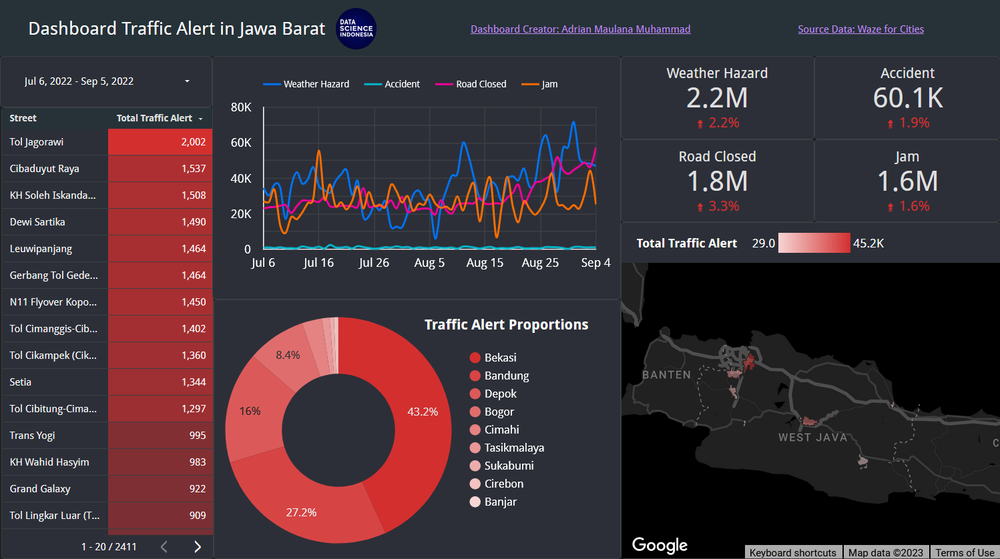 Dashboard Traffic Alert in Jawa Barat
DATA
SCIENCE
INDONESIA
Dashboard Creator: Adrian Maulana Muhammad
Source Data: Waze for Cities
Jul 6, 2022 - Sep 5, 2022
Street Total Traffic Alert
Tol Jagorawi 2,002
Cibaduyut Raya 1,537
KH Soleh Iskanda... 1,508
Dewi Sartika 1,490
Leuwipanjang 1,464
Gerbang Tol Gede... 1,464
N11 Flyover Kopo... 1,450
Tol Cimanggis-Cib... 1,402
Tol Cikampek (Cik... 1,360
Setia 1,344
Tol Cibitung-Cima... 1,297
Trans Yogi 995
KH Wahid Hasyim 983
Grand Galaxy 922
Tol Lingkar Luar (T... 909
1 - 20 / 2411
Weather Hazard Accident Road Closed Jam
80K
60K
40K
20K
0
Jul 6 Jul 16 Jul 26 Aug 5 Aug 15 Aug 25 Sep 4
Traffic Alert Proportions
43.2%
27.2%
16%
8.4%
Bekasi
Bandung
Depok
Bogor
Cimahi
Tasikmalaya
Sukabumi
Cirebon
Banjar
Weather Hazard
2.2M
2.2%
Accident
60.1K
1.9%
Road Closed
1.8M
3.3%
Jam
1.6M
1.6%
Total Traffic Alert 29.0 45.2K
BANTEN
WEST JAVA
C
Google
Keyboard shortcuts Map data ©2023 Terms of Use